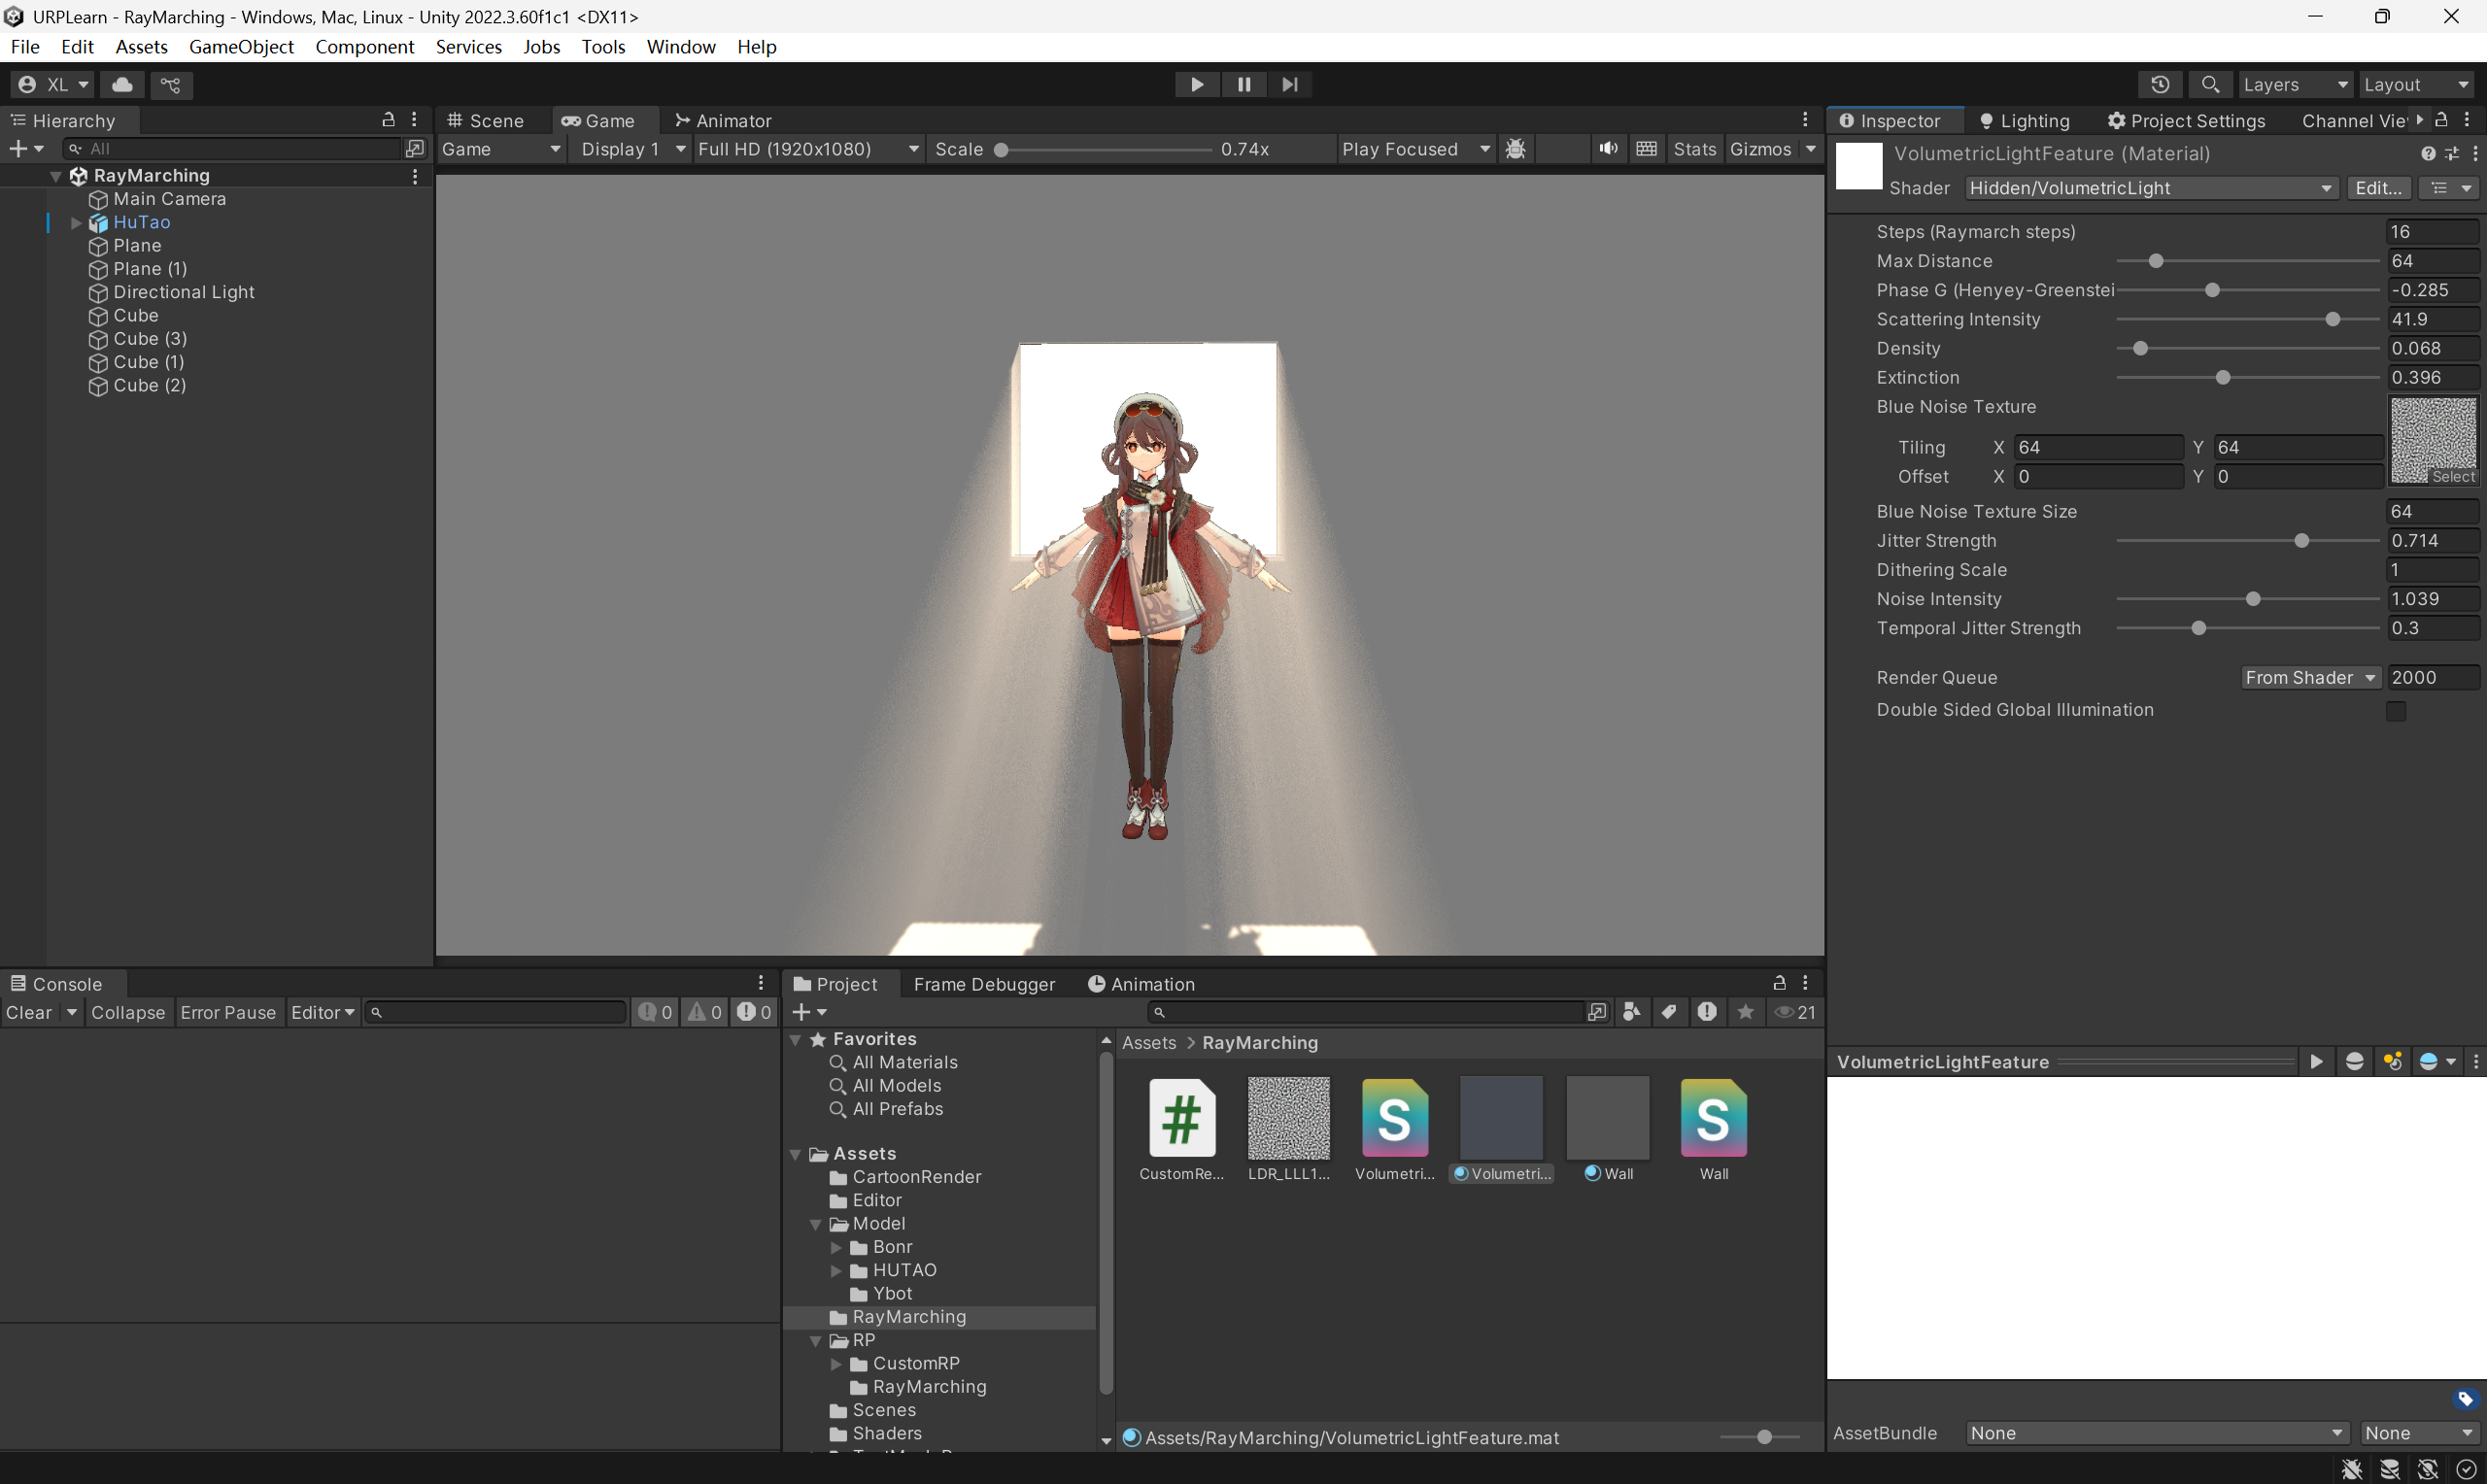 URPLearn - RayMarching - Windows, Mac, Linux - Unity 2022.3.60f1c1 <DX11>
File Edit Assets GameObject Component Services Jobs Tools Window Help
XL Layers Layout
Hierarchy
All
RayMarching
Main Camera
HuTao
Plane
Plane (1)
Directional Light
Cube
Cube (3)
Cube (1)
Cube (2)
Scene Game Animator
Game Display 1 Full HD (1920x1080) Scale 0.74x Play Focused Stats Gizmos
Inspector Lighting Project Settings Channel Vie
VolumetricLightFeature (Material)
Shader Hidden/VolumetricLight Edit...
Steps (Raymarch steps) 16
Max Distance 64
Phase G (Henyey-Greenstei -0.285
Scattering Intensity 41.9
Density 0.068
Extinction 0.396
Blue Noise Texture
Tiling X 64 Y 64
Offset X 0 Y 0
Select
Blue Noise Texture Size 64
Jitter Strength 0.714
Dithering Scale 1
Noise Intensity 1.039
Temporal Jitter Strength 0.3
Render Queue From Shader 2000
Double Sided Global Illumination
Console
Clear Collapse Error Pause Editor 0 0 0
Project Frame Debugger Animation
21
Favorites
All Materials
All Models
All Prefabs
Assets
CartoonRender
Editor
Model
Bonr
HUTAO
Ybot
RayMarching
RP
CustomRP
RayMarching
Scenes
Shaders
Assets > RayMarching
CustomRe... LDR_LLL1... Volumetri... Volumetri... Wall Wall
Assets/RayMarching/VolumetricLightFeature.mat
VolumetricLightFeature
AssetBundle None None